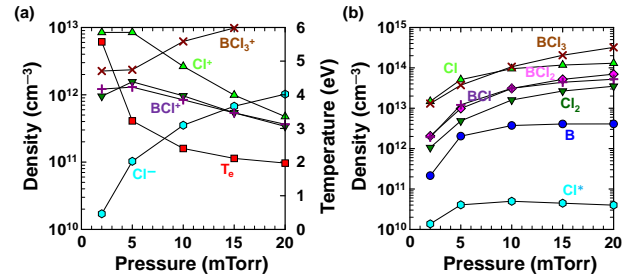 (a)
10¹³
10¹²
10¹¹
10¹⁰
Density (cm⁻³)
BCl₃⁺
Cl⁺
BCl⁺
Cl⁻
Tₑ
6
5
4
3
2
1
0
Temperature (eV)
0
5
10
15
20
Pressure (mTorr)
(b)
10¹⁵
10¹⁴
10¹³
10¹²
10¹¹
10¹⁰
Density (cm⁻³)
BCl₃
Cl
BCl₂
BCl
Cl₂
B
Cl*
0
5
10
15
20
Pressure (mTorr)